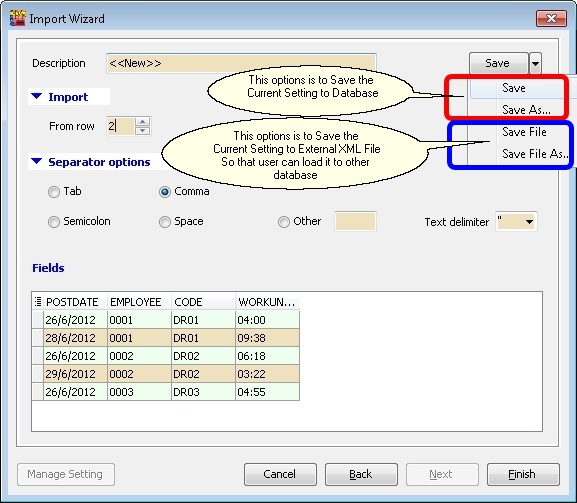 Import Wizard
Description <<New>> Save
This options is to Save the
Current Setting to Database
Save
Save As...
Import
From row 2
This options is to Save the
Current Setting to External XML File
So that user can load it to other
database
Save File
Save File As..
Separator options
Tab Comma
Semicolon Space Other Text delimiter "
Fields
POSTDATE EMPLOYEE CODE WORKUN...
26/6/2012 0001 DR01 04:00
28/6/2012 0001 DR01 09:38
26/6/2012 0002 DR02 06:18
29/6/2012 0002 DR02 03:22
26/6/2012 0003 DR03 04:55
Manage Setting Cancel Back Next Finish